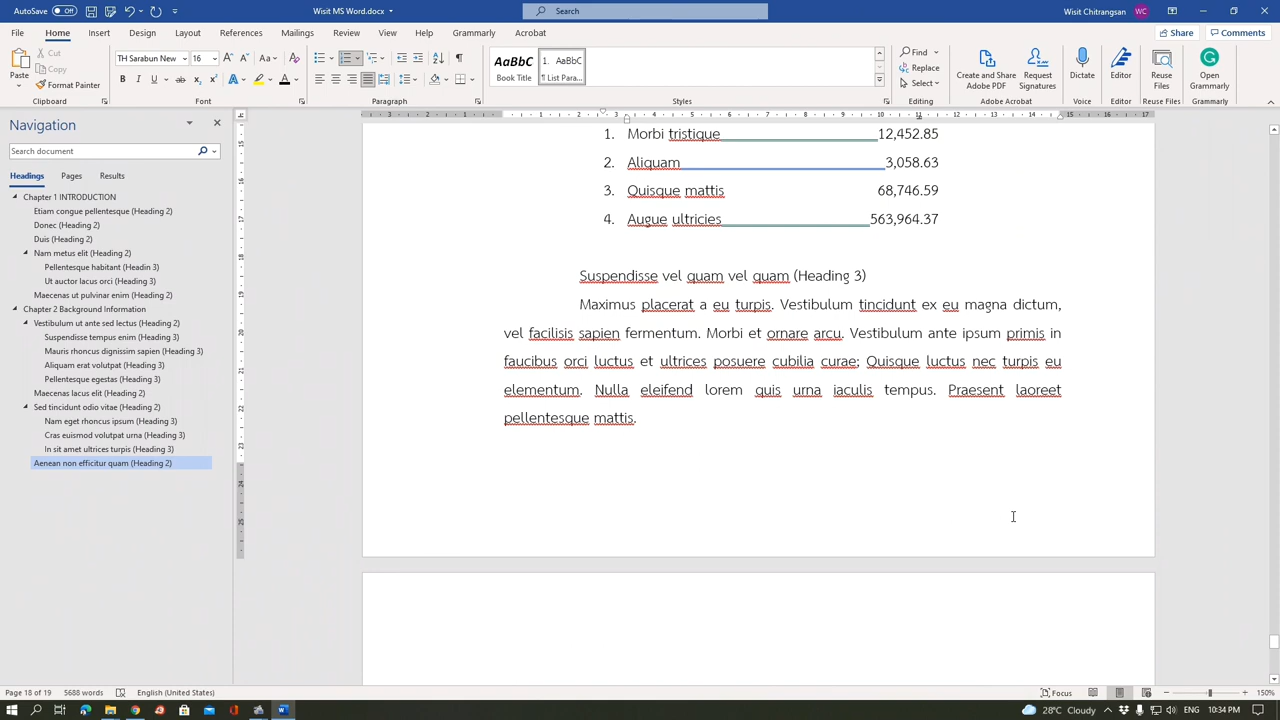 AutoSave Off Wisit MS Word.docx Search Wisit Chirangsan WC
File Home Insert Draw Design Layout References Mailings Review View Help Grammarly Acrobat Share Comments
Paste Cut Copy Format Painter Clipboard
TH Sarabun New 16 Font
Paragraph
AaBbC Book Title 1. AaBbC ¶ List Para... Styles
Find Replace Select Editing
Create and Share Adobe PDF Request Signatures Adobe Acrobat
Dictate Voice
Editor Editor
Reuse Files Reuse Files
Open Grammarly Grammarly
Navigation
Search document
Headings Pages Results
Chapter 1 INTRODUCTION
Etiam congue pellentesque (Heading 2)
Donec (Heading 2)
Duis (Heading 2)
Nam metus elit (Heading 2)
Pellentesque habitant (Headin 3)
Ut auctor lacus orci (Heading 3)
Maecenas ut pulvinar enim (Heading 2)
Chapter 2 Background Information
Vestibulum ut ante sed lectus (Heading 2)
Suspendisse tempus enim (Heading 3)
Mauris rhoncus dignissim sapien (Heading 3)
Aliquam erat volutpat (Heading 3)
Pellentesque egestas (Heading 3)
Maecenas lacus elit (Heading 2)
Sed tincidunt odio vitae (Heading 2)
Nam eget rhoncus ipsum (Heading 3)
Cras euismod volutpat urna (Heading 3)
In sit amet ultrices turpis (Heading 3)
Aenean non efficitur quam (Heading 2)
1. Morbi tristique 12,452.85
2. Aliquam 3,058.63
3. Quisque mattis 68,746.59
4. Augue ultricies 563,964.37
Suspendisse vel quam vel quam (Heading 3)
Maximus placerat a eu turpis. Vestibulum tincidunt ex eu magna dictum,
vel facilisis sapien fermentum. Morbi et ornare arcu. Vestibulum ante ipsum primis in
faucibus orci luctus et ultrices posuere cubilia curae; Quisque luctus nec turpis eu
elementum. Nulla eleifend lorem quis urna iaculis tempus. Praesent laoreet
pellentesque mattis.
Page 18 of 19 5688 words English (United States) Focus 150%
28°C Cloudy ENG 10:34 PM